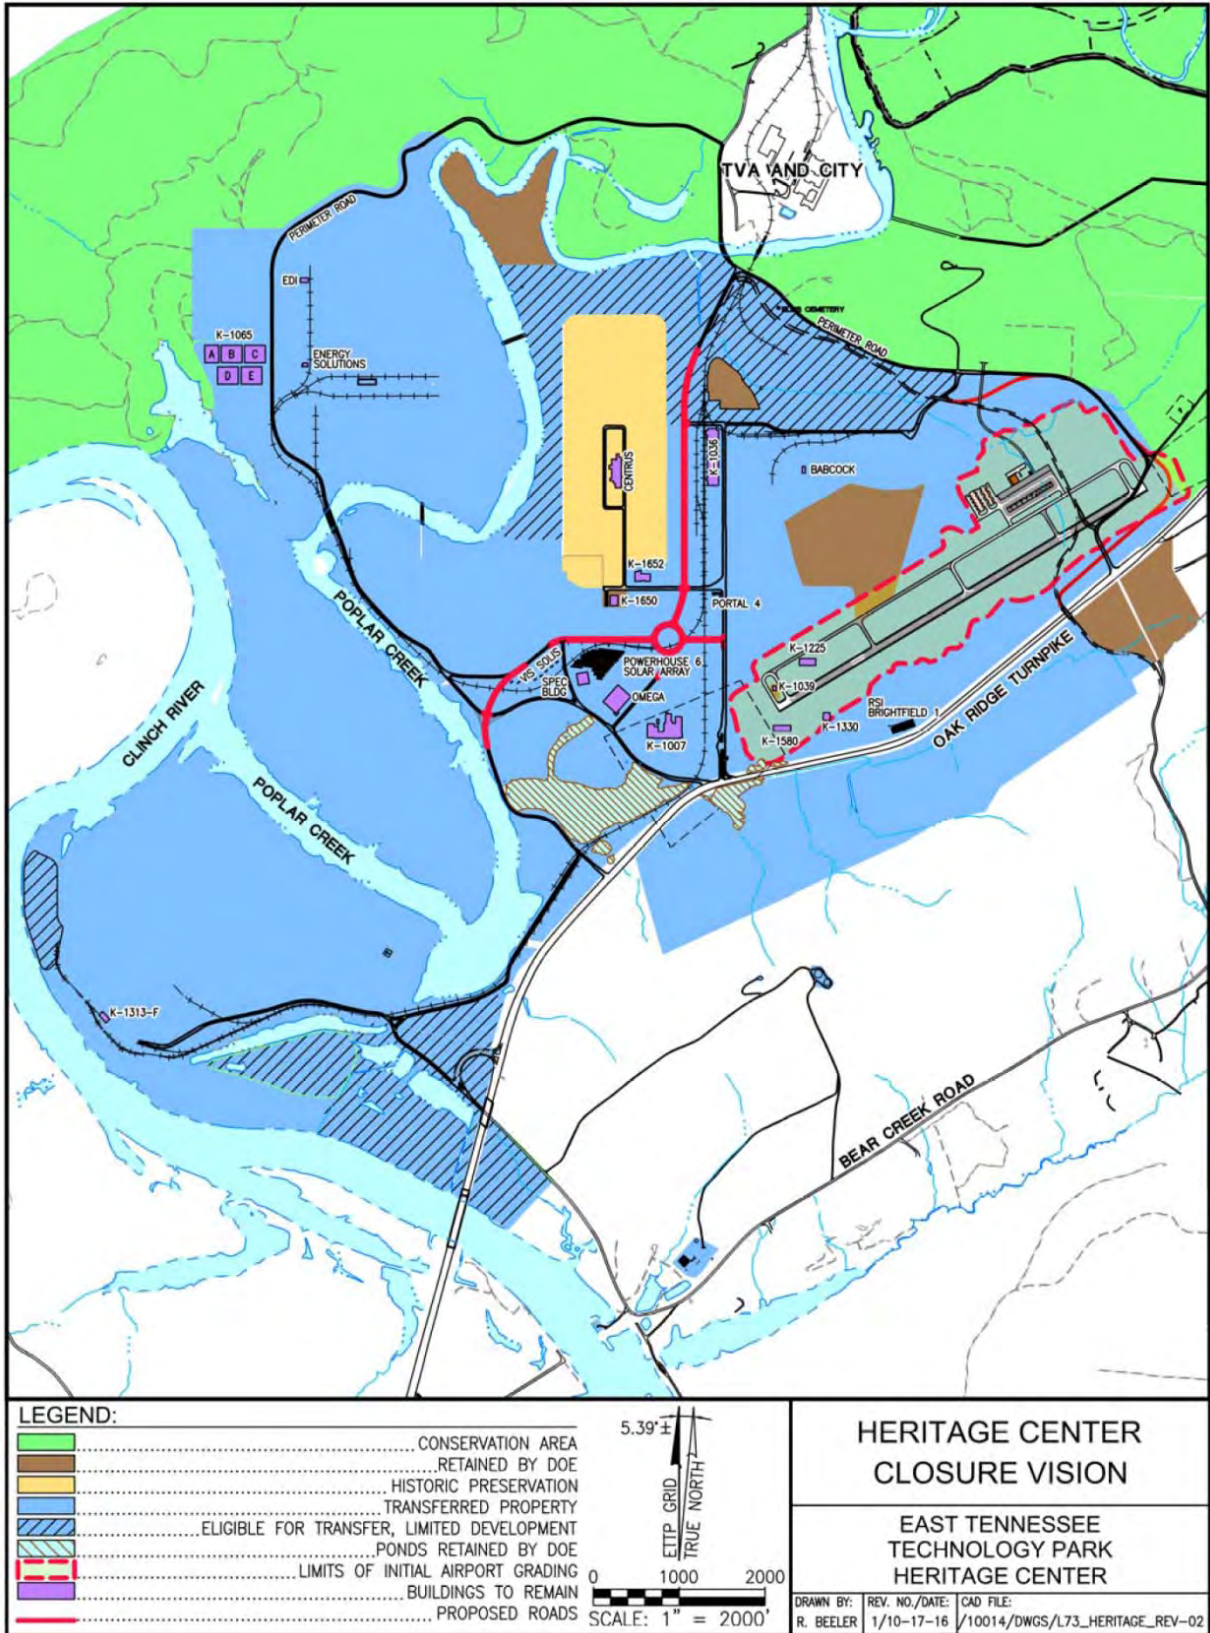 TVA AND CITY
PERIMETER ROAD
EDI
K-1065
A B C
D E
ENERGY
SOLUTIONS
CEMETERY
PERIMETER ROAD
CENTRUS
K-1036
BABCOCK
K-1652
K-1650
PORTAL 4
POPLAR CREEK
CLINCH RIVER
POPLAR CREEK
SPEC
BLDG
POWERHOUSE 6
SOLAR ARRAY
OMEGA
K-1007
K-1225
K-1039
K-1580
K-1330
RSI
BRIGHTFIELD 1
OAK RIDGE TURNPIKE
K-1313-F
BEAR CREEK ROAD
LEGEND:
CONSERVATION AREA
RETAINED BY DOE
HISTORIC PRESERVATION
TRANSFERRED PROPERTY
ELIGIBLE FOR TRANSFER, LIMITED DEVELOPMENT
PONDS RETAINED BY DOE
LIMITS OF INITIAL AIRPORT GRADING
BUILDINGS TO REMAIN
PROPOSED ROADS
5.39°±
ETTP GRID
TRUE NORTH
0 1000 2000
SCALE: 1" = 2000'
HERITAGE CENTER
CLOSURE VISION
EAST TENNESSEE
TECHNOLOGY PARK
HERITAGE CENTER
DRAWN BY: REV. NO./DATE: CAD FILE:
R. BEELER 1/10-17-16 /10014/DWGS/L73_HERITAGE_REV-02